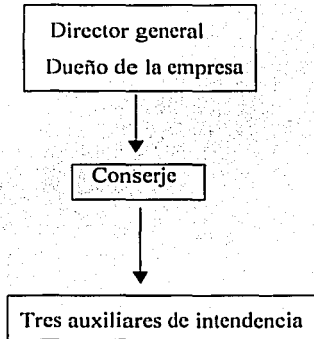 Director general
Dueño de la empresa
Conserje
Tres auxiliares de intendencia